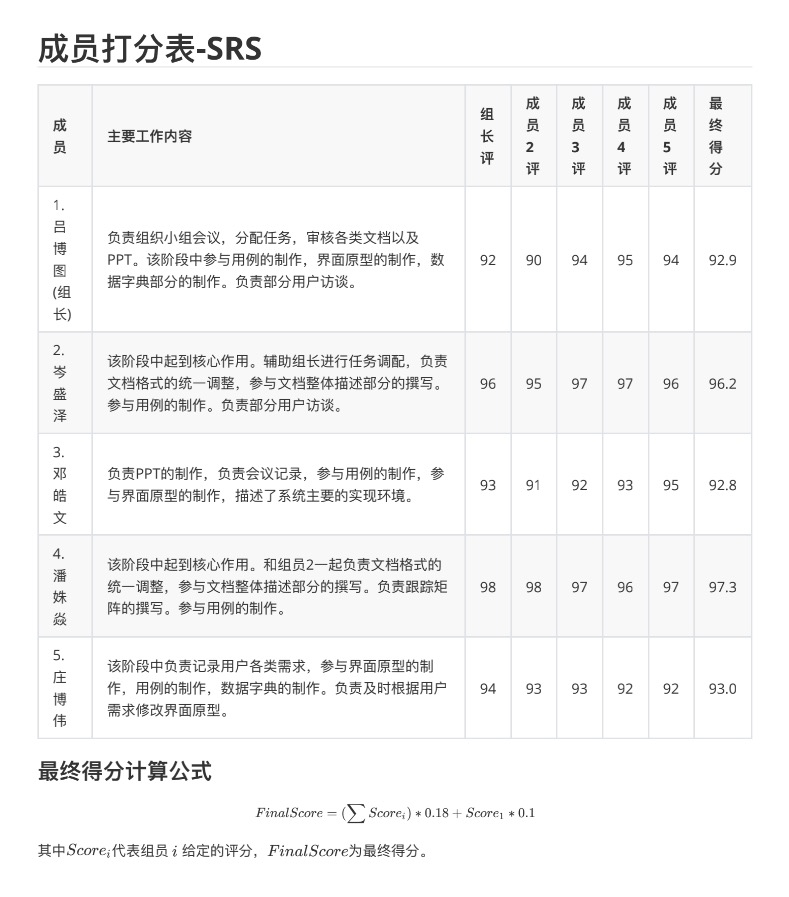 成员打分表-SRS
成
员
主要工作内容
组
长
评
成
员
2
评
成
员
3
评
成
员
4
评
成
员
5
评
最
终
得
分
1.
吕
博
图
(组
长)
负责组织小组会议，分配任务，审核各类文档以及
PPT。该阶段中参与用例的制作，界面原型的制作，数
据字典部分的制作。负责部分用户访谈。
92
90
94
95
94
92.9
2.
岑
盛
泽
该阶段中起到核心作用。辅助组长进行任务调配，负责
文档格式的统一调整，参与文档整体描述部分的撰写。
参与用例的制作。负责部分用户访谈。
96
95
97
97
96
96.2
3.
邓
皓
文
负责PPT的制作，负责会议记录，参与用例的制作，参
与界面原型的制作，描述了系统主要的实现环境。
93
91
92
93
95
92.8
4.
潘
姝
焱
该阶段中起到核心作用。和组员2一起负责文档格式的
统一调整，参与文档整体描述部分的撰写。负责跟踪矩
阵的撰写。参与用例的制作。
98
98
97
96
97
97.3
5.
庄
博
伟
该阶段中负责记录用户各类需求，参与界面原型的制
作，用例的制作，数据字典的制作。负责及时根据用户
需求修改界面原型。
94
93
93
92
92
93.0
最终得分计算公式
FinalScore = (∑ Scoreᵢ) * 0.18 + Score₁ * 0.1
其中Scoreᵢ代表组员 i 给定的评分，FinalScore为最终得分。